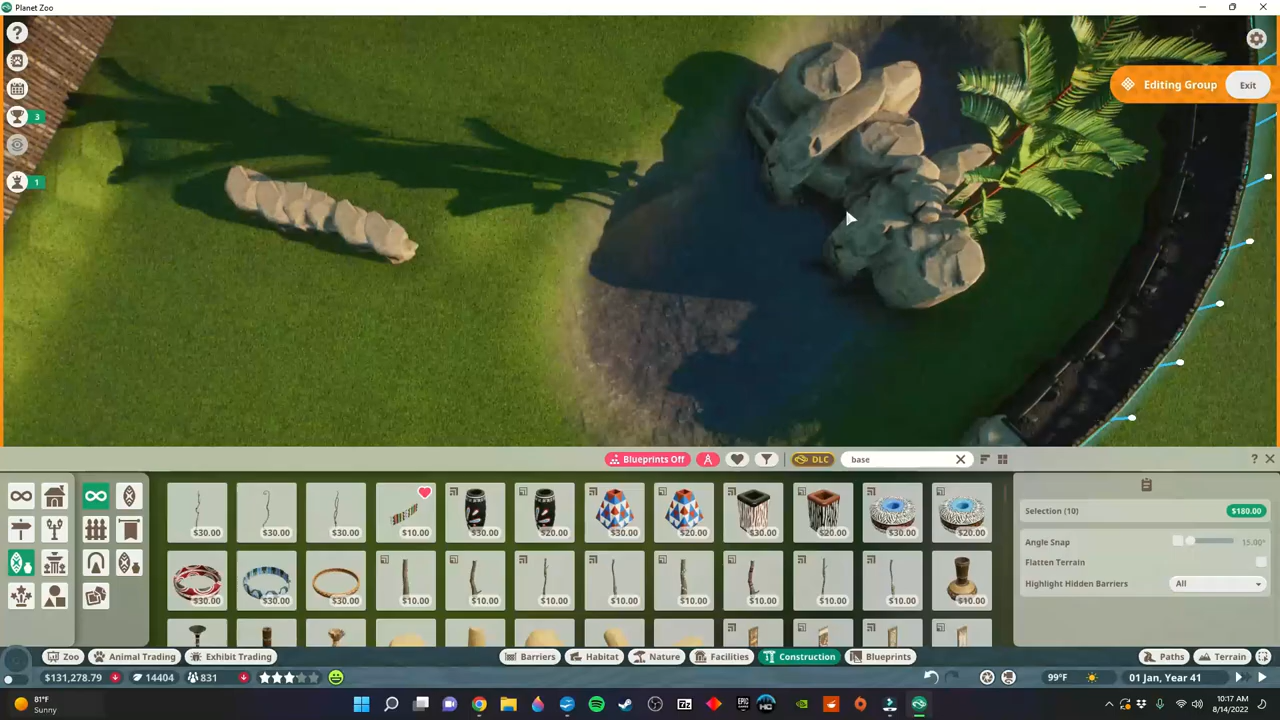 Planet Zoo
?
3
1
Editing Group
Exit
Blueprints Off
DLC
base
?
$30.00
$30.00
$30.00
$10.00
$30.00
$20.00
$30.00
$20.00
$30.00
$20.00
$30.00
$20.00
$30.00
$30.00
$30.00
$10.00
$10.00
$10.00
$10.00
$10.00
$10.00
$10.00
$10.00
$10.00
Selection (10)
$180.00
Angle Snap
15.00°
Flatten Terrain
Highlight Hidden Barriers
All
Zoo
Animal Trading
Exhibit Trading
Barriers
Habitat
Nature
Facilities
Construction
Blueprints
Paths
Terrain
$131,278.79
14404
831
99°F
01 Jan, Year 41
81°F
Sunny
10:17 AM
8/14/2022